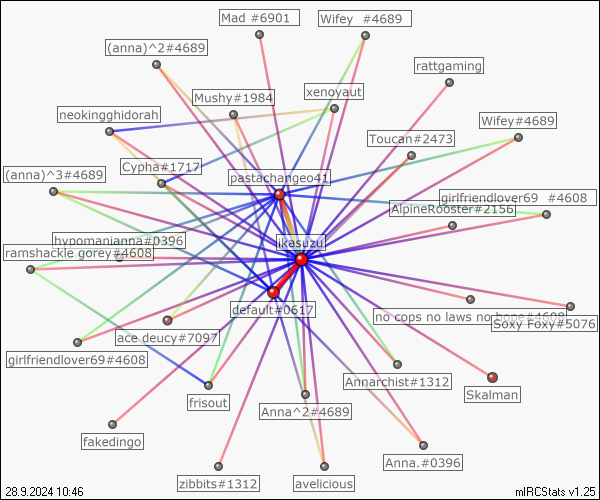 Mad #6901
Wifey  #4689
(anna)^2#4689
rattgaming
Mushy#1984
xenoyaut
neokingghidorah
Wifey#4689
Toucan#2473
Cypha#1717
(anna)^3#4689
pastachangeo41
girlfriendlover69  #4608
AlpineRooster#2156
hypomanianna#0396
ikasuzu
ramshackle gorey#4608
default#0617
no cops no laws no hope#4608
Soxy Foxy#5076
ace deucy#7097
girlfriendlover69#4608
Annarchist#1312
Skalman
frisout
Anna^2#4689
fakedingo
Anna.#0396
zibbits#1312
avelicious
28.9.2024 10:46
mIRCStats v1.25